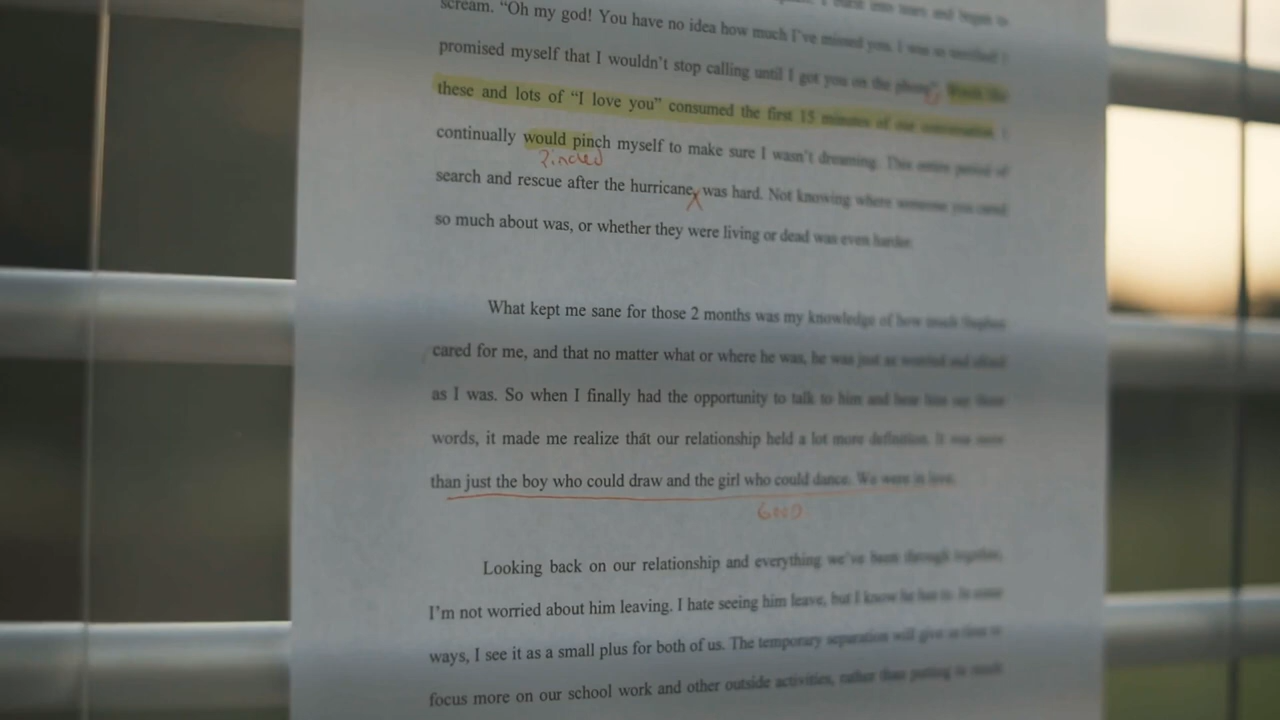 scream. “Oh my god! You have no idea how much I’ve missed you. I was so
promised myself that I wouldn’t stop calling until I got you on the phone”.
these and lots of “I love you” consumed the first 15 minutes of our conversation. I
continually would pinch myself to make sure I wasn’t dreaming. This entire period of
Pinched
search and rescue after the hurricane, was hard. Not knowing where someone you cared
so much about was, or whether they were living or dead was even harder.
What kept me sane for those 2 months was my knowledge of how much Stephen
cared for me, and that no matter what or where he was, he was just as worried and
as I was. So when I finally had the opportunity to talk to him and hear him say those
words, it made me realize that our relationship held a lot more definition. It was more
than just the boy who could draw and the girl who could dance. We were in love.
GOOD
Looking back on our relationship and everything we’ve been through together,
I’m not worried about him leaving. I hate seeing him leave, but I know he has to. In some
ways, I see it as a small plus for both of us. The temporary separation will give us time to
focus more on our school work and other outside activities, rather than putting so much